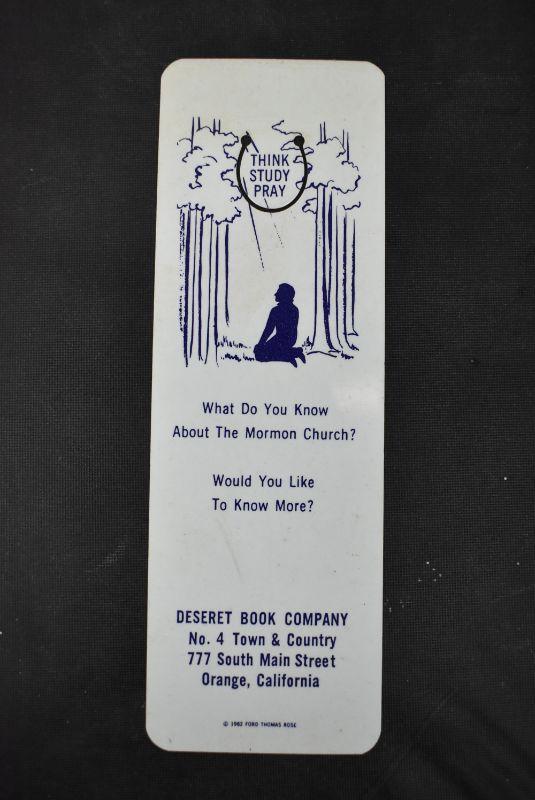 THINK
STUDY
PRAY
What Do You Know
About The Mormon Church?
Would You Like
To Know More?
DESERET BOOK COMPANY
No. 4 Town & Country
777 South Main Street
Orange, California
© 1962 FORD THOMAS ROSE